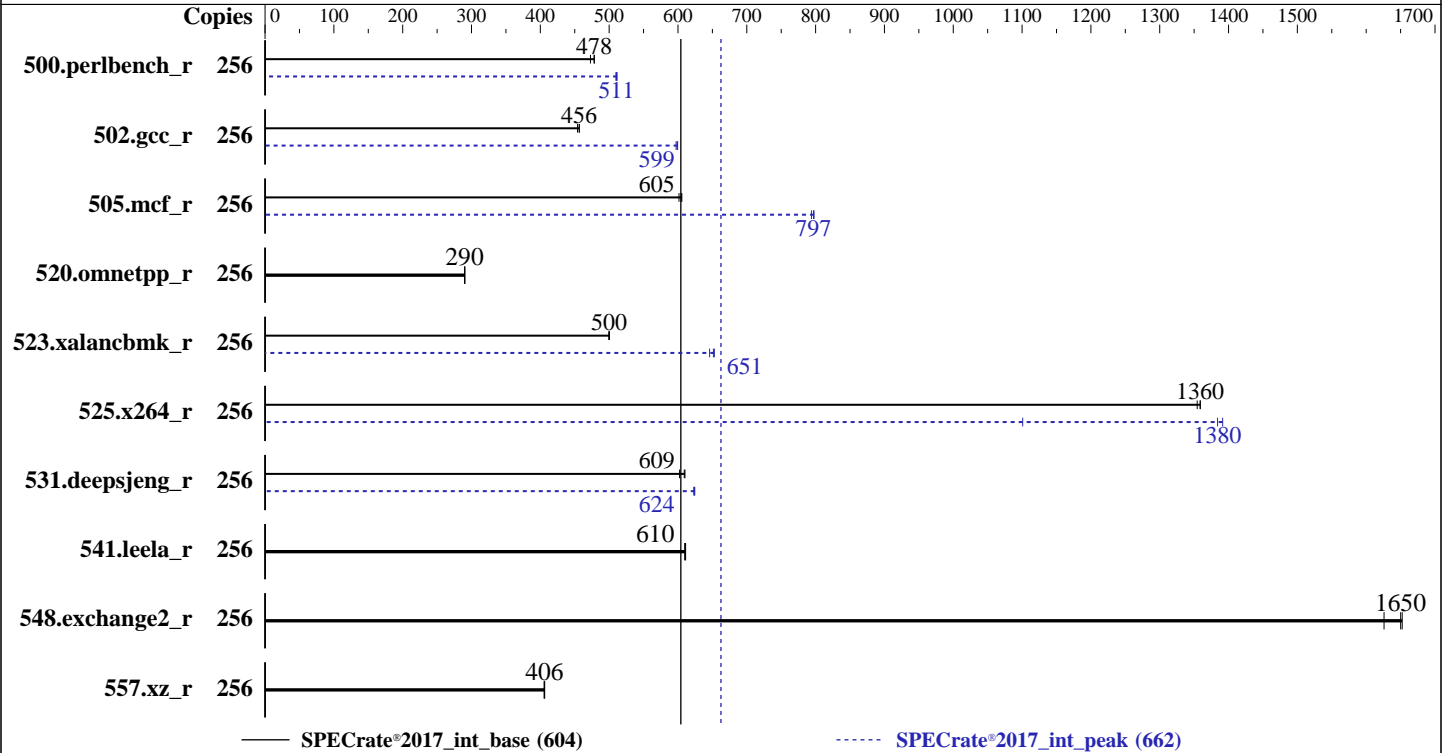 Copies 0 100 200 300 400 500 600 700 800 900 1000 1100 1200 1300 1400 1500 1700
500.perlbench_r 256 478
511
502.gcc_r 256 456
599
505.mcf_r 256 605
797
520.omnetpp_r 256 290
523.xalancbmk_r 256 500
651
525.x264_r 256 1360
1380
531.deepsjeng_r 256 609
624
541.leela_r 256 610
548.exchange2_r 256 1650
557.xz_r 256 406
SPECrate®2017_int_base (604) SPECrate®2017_int_peak (662)